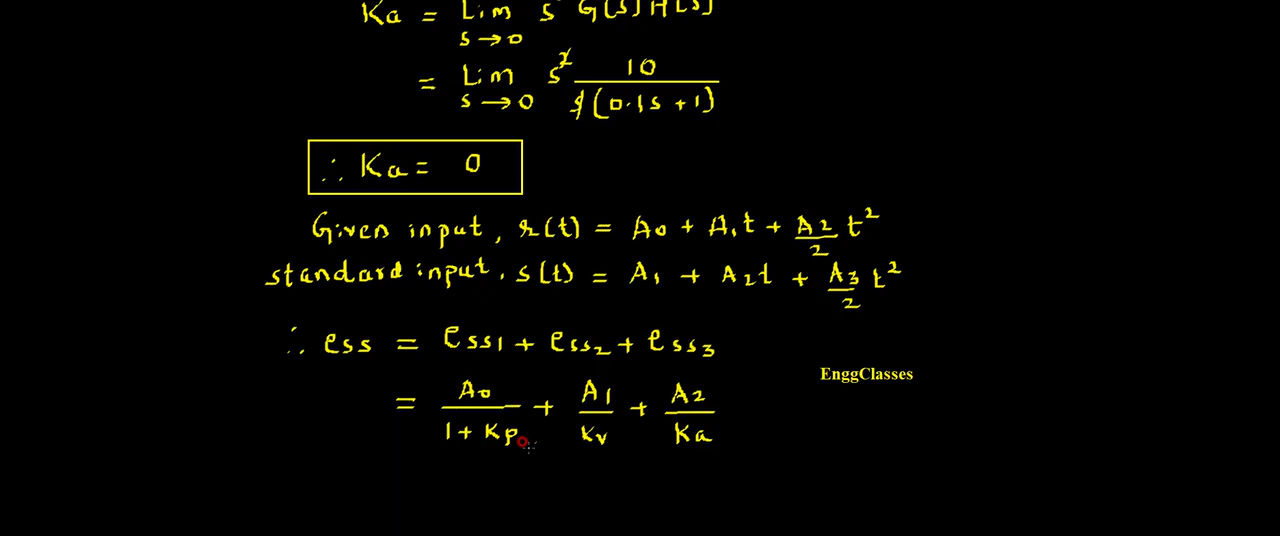 Ka = Lim s G(s) H(s)
s → 0
= Lim s² 10 / s(0.1s + 1)
s → 0
∴ Ka = 0
Given input, r(t) = A0 + A1t + A2/2 t²
standard input, s(t) = A1 + A2t + A3/2 t²
∴ ess = ess1 + ess2 + ess3
EnggClasses
= A0/(1 + Kp) + A1/Kv + A2/Ka